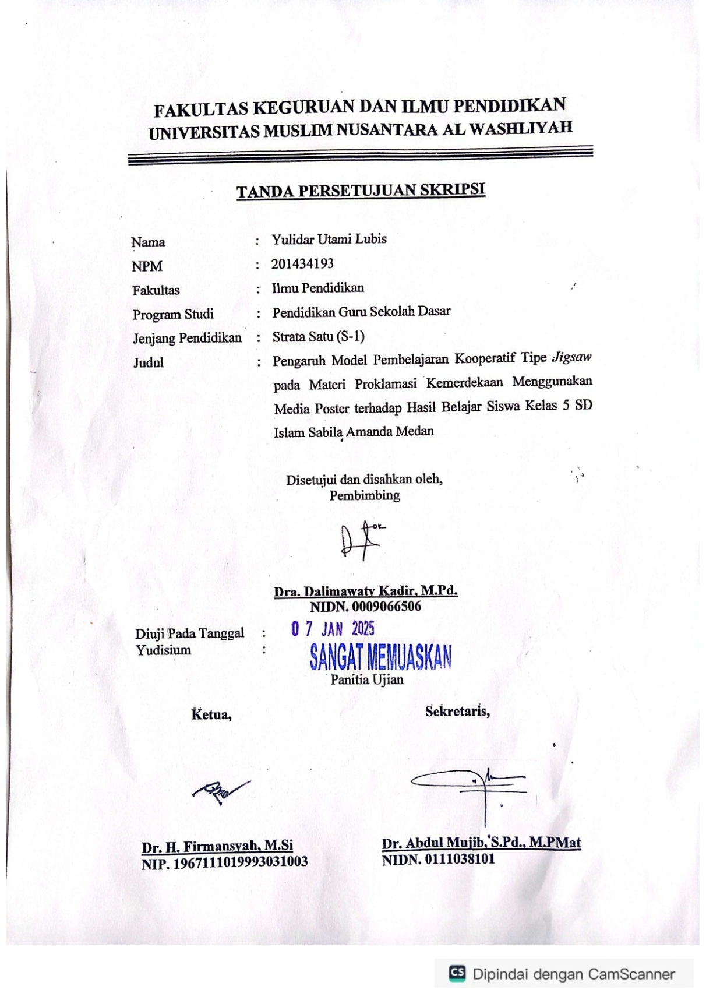 FAKULTAS KEGURUAN DAN ILMU PENDIDIKAN
UNIVERSITAS MUSLIM NUSANTARA AL WASHLIYAH
TANDA PERSETUJUAN SKRIPSI
Nama : Yulidar Utami Lubis
NPM : 201434193
Fakultas : Ilmu Pendidikan
Program Studi : Pendidikan Guru Sekolah Dasar
Jenjang Pendidikan : Strata Satu (S-1)
Judul : Pengaruh Model Pembelajaran Kooperatif Tipe Jigsaw
pada Materi Proklamasi Kemerdekaan Menggunakan
Media Poster terhadap Hasil Belajar Siswa Kelas 5 SD
Islam Sabila Amanda Medan
Disetujui dan disahkan oleh,
Pembimbing
Dra. Dalimawaty Kadir, M.Pd.
NIDN. 0009066506
Diuji Pada Tanggal : 07 JAN 2025
Yudisium : SANGAT MEMUASKAN
Panitia Ujian
Ketua, Sekretaris,
Dr. H. Firmansyah, M.Si Dr. Abdul Mujib, S.Pd., M.PMat
NIP. 1967111019993031003 NIDN. 0111038101
CS Dipindai dengan CamScanner